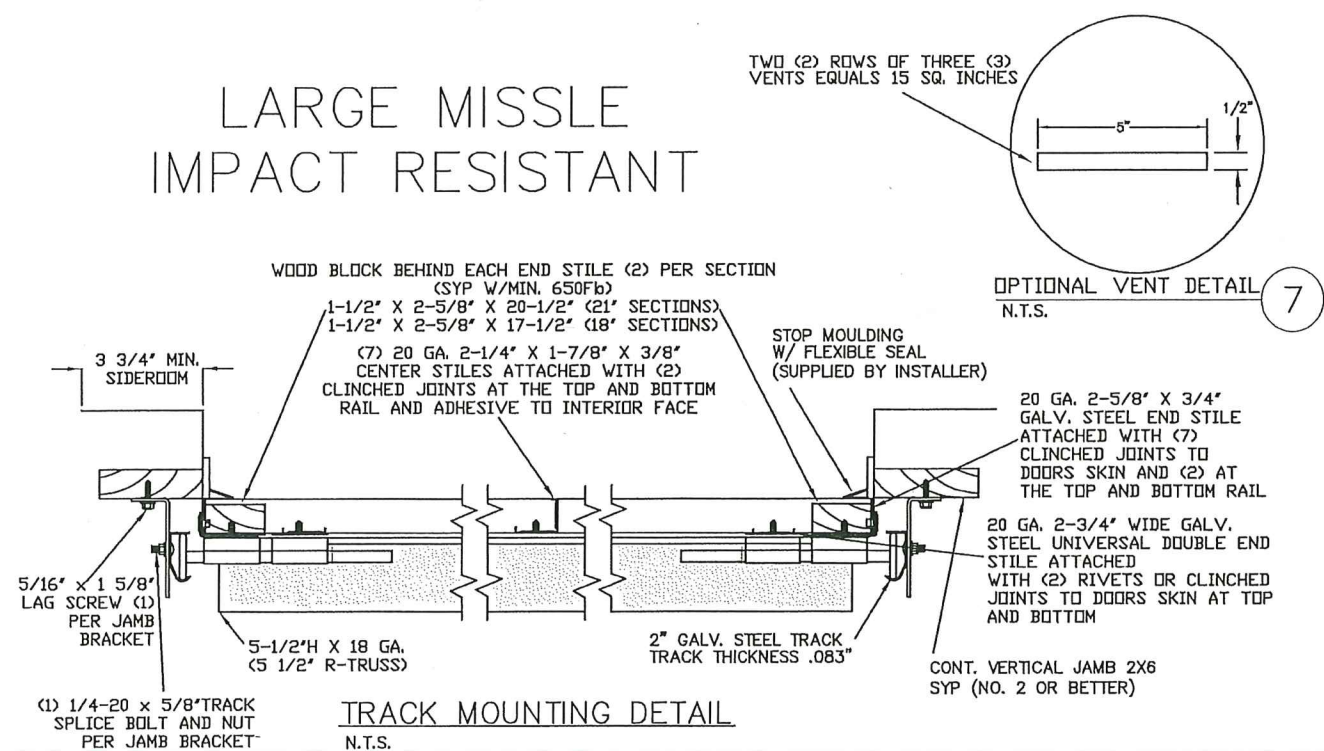 LARGE MISSLE
IMPACT RESISTANT
TWO (2) ROWS OF THREE (3)
VENTS EQUALS 15 SQ. INCHES
5"
1/2"
OPTIONAL VENT DETAIL
7
N.T.S.
WOOD BLOCK BEHIND EACH END STILE (2) PER SECTION
(SYP W/MIN. 650Fb)
1-1/2" X 2-5/8" X 20-1/2" (21" SECTIONS)
1-1/2" X 2-5/8" X 17-1/2" (18" SECTIONS)
(7) 20 GA. 2-1/4" X 1-7/8" X 3/8"
CENTER STILES ATTACHED WITH (2)
CLINCHED JOINTS AT THE TOP AND BOTTOM
RAIL AND ADHESIVE TO INTERIOR FACE
3 3/4" MIN.
SIDEROOM
STOP MOULDING
W/ FLEXIBLE SEAL
(SUPPLIED BY INSTALLER)
20 GA. 2-5/8" X 3/4"
GALV. STEEL END STILE
ATTACHED WITH (7)
CLINCHED JOINTS TO
DOORS SKIN AND (2) AT
THE TOP AND BOTTOM RAIL
20 GA. 2-3/4" WIDE GALV.
STEEL UNIVERSAL DOUBLE END
STILE ATTACHED
WITH (2) RIVETS OR CLINCHED
JOINTS TO DOORS SKIN AT TOP
AND BOTTOM
5/16" x 1 5/8"
LAG SCREW (1)
PER JAMB
BRACKET
5-1/2"H X 18 GA.
(5 1/2" R-TRUSS)
2" GALV. STEEL TRACK
TRACK THICKNESS .083"
CONT. VERTICAL JAMB 2X6
SYP (NO. 2 OR BETTER)
(1) 1/4-20 x 5/8"TRACK
SPLICE BOLT AND NUT
PER JAMB BRACKET
TRACK MOUNTING DETAIL
N.T.S.